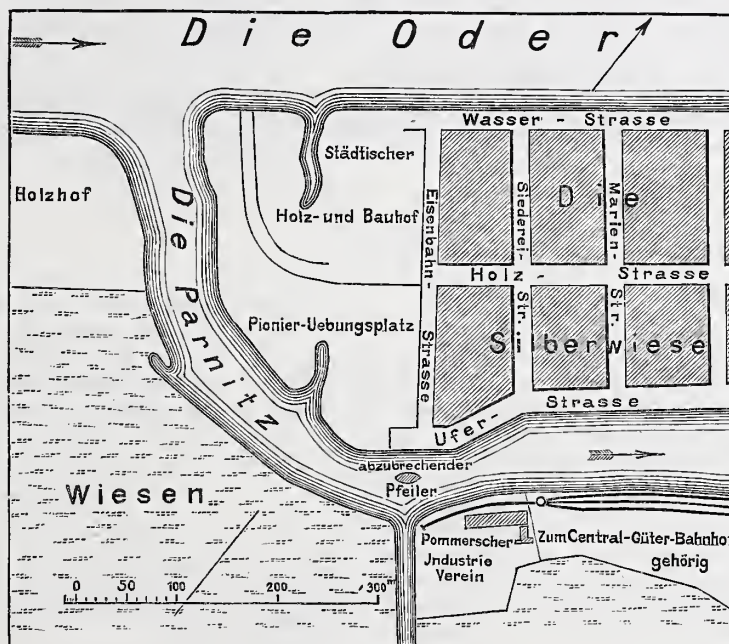 Die Oder
Wasser - Strasse
Städtischer
Holz- und Bauhof
Holzhof
Die Parnitz
Eisenbahn-
Strasse
Siederei-
Str.
Marien-
Str.
Die
Holz - Strasse
Pionier-Uebungsplatz
Silberwiese
Ufer-
Strasse
abzubrechender
Pfeiler
Wiesen
Pommerscher
Jndustrie
Verein
Zum Central-Güter-Bahnhof
gehörig
0 50 100 200 300 m